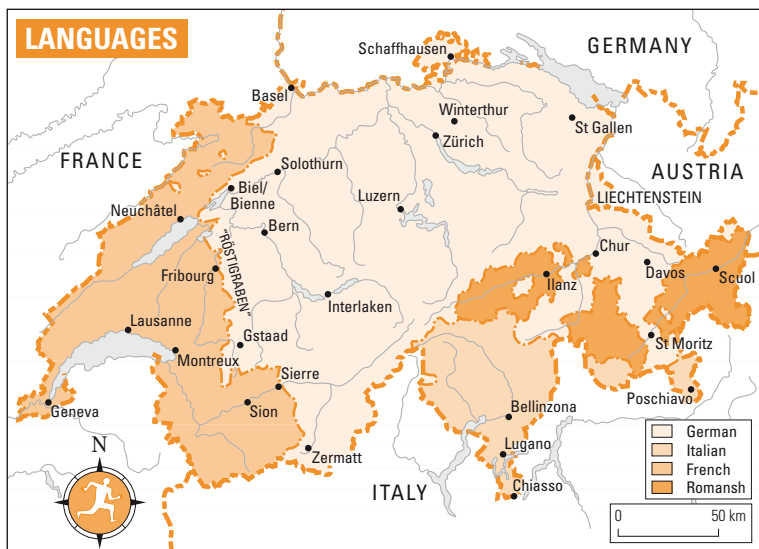 LANGUAGES
Schaffhausen
GERMANY
Basel
Winterthur
Zürich
St Gallen
FRANCE
Solothurn
AUSTRIA
Biel/
Bienne
Luzern
LIECHTENSTEIN
Neuchâtel
Bern
"RÖSTIGRABEN"
Chur
Fribourg
Davos
Scuol
Ilanz
Interlaken
Lausanne
Gstaad
St Moritz
Montreux
Sierre
Geneva
Sion
Bellinzona
Poschiavo
N
Zermatt
Lugano
ITALY
Chiasso
German
Italian
French
Romansh
0 50 km